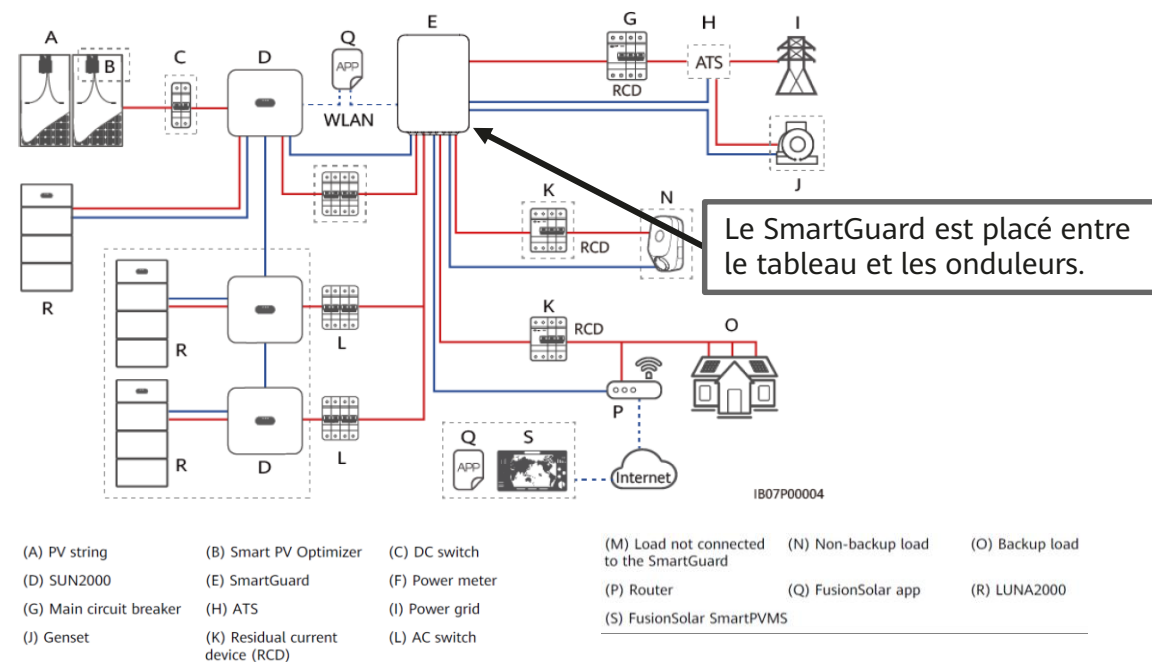 A
B
C
D
Q
APP
WLAN
E
G
RCD
H
ATS
I
J
K
RCD
N
Le SmartGuard est placé entre
le tableau et les onduleurs.
R
R
L
K
RCD
O
P
R
D
L
Q
APP
S
Internet
IB07P00004
(A) PV string
(B) Smart PV Optimizer
(C) DC switch
(D) SUN2000
(E) SmartGuard
(F) Power meter
(G) Main circuit breaker
(H) ATS
(I) Power grid
(J) Genset
(K) Residual current
device (RCD)
(L) AC switch
(M) Load not connected
to the SmartGuard
(N) Non-backup load
(O) Backup load
(P) Router
(Q) FusionSolar app
(R) LUNA2000
(S) FusionSolar SmartPVMS